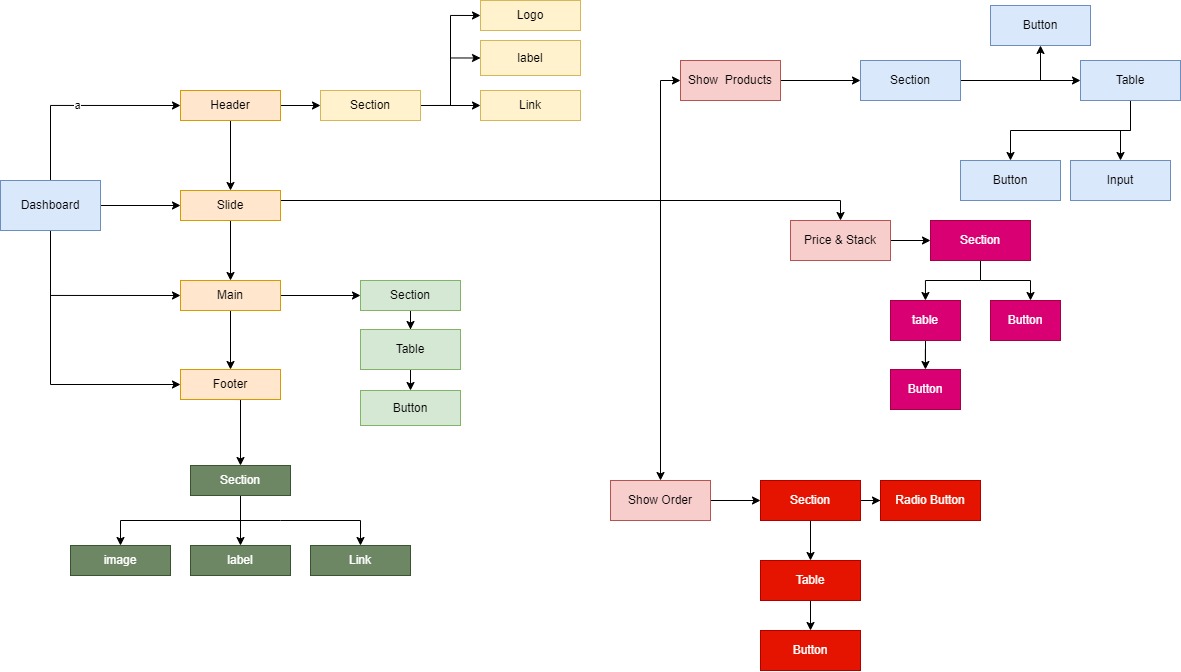 Logo
label
Link
a
Header
Section
Dashboard
Slide
Main
Footer
Section
Table
Button
Section
image
label
Link
Button
Show  Products
Section
Table
Button
Input
Price & Stack
Section
table
Button
Button
Show Order
Section
Radio Button
Table
Button